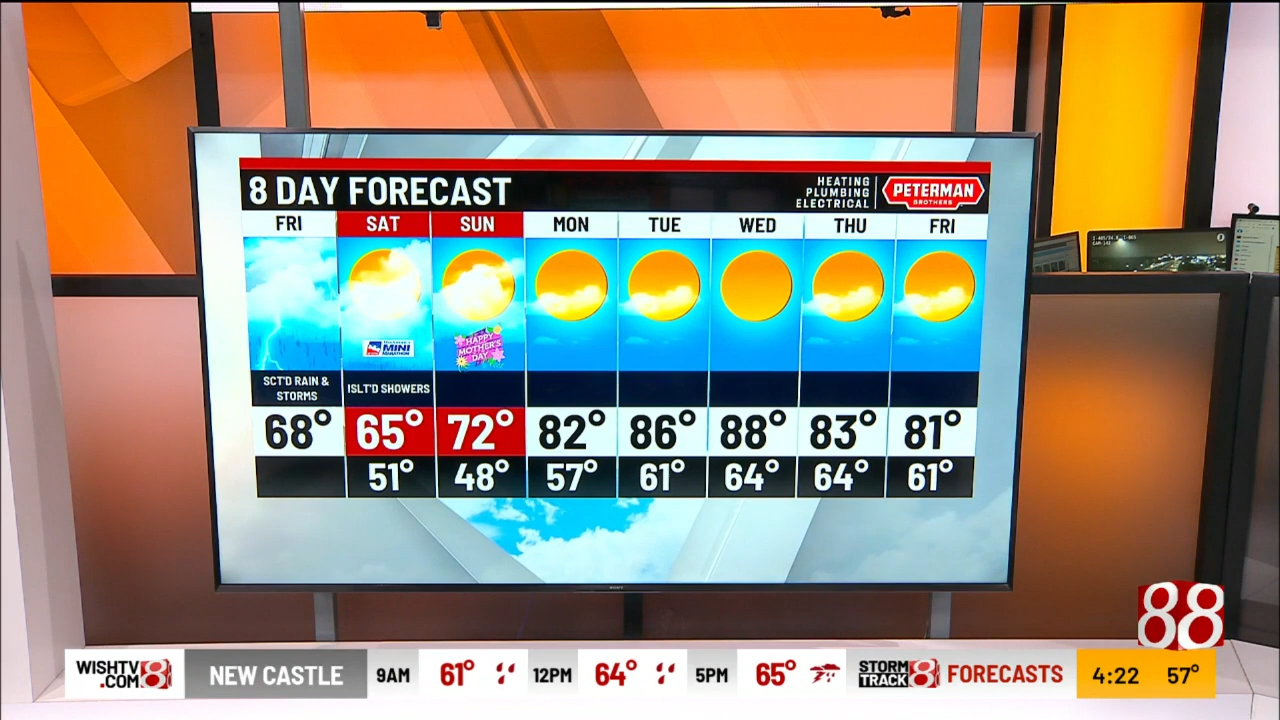 8 DAY FORECAST
HEATING
PLUMBING
ELECTRICAL
PETERMAN
BROTHERS
FRI SAT SUN MON TUE WED THU FRI
MINI
MARATHON
HAPPY
MOTHER'S
DAY
SCT'D RAIN &
STORMS
ISLT'D SHOWERS
68° 65° 72° 82° 86° 88° 83° 81°
51° 48° 57° 61° 64° 64° 61°
SONY
88
WISHTV
.COM 8
NEW CASTLE 9AM 61° 12PM 64° 5PM 65°
STORM
TRACK 8
FORECASTS 4:22 57°